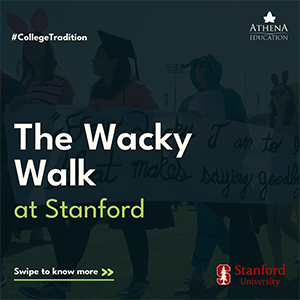 #CollegeTradition
ATHENA
EDUCATION
The Wacky
Walk
at Stanford
Swipe to know more >>
Stanford
University